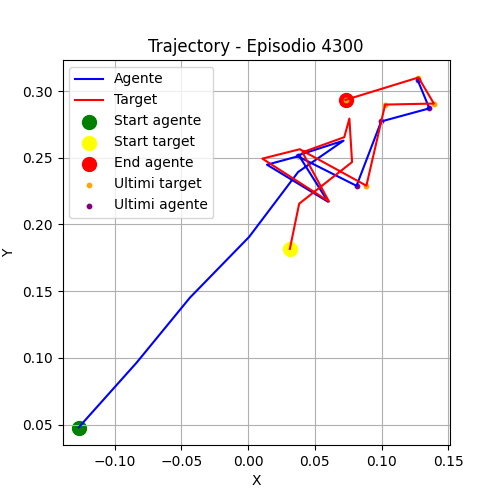 Trajectory - Episodio 4300
Agente
Target
Start agente
Start target
End agente
Ultimi target
Ultimi agente
Y
0.30
0.25
0.20
0.15
0.10
0.05
−0.10 −0.05 0.00 0.05 0.10 0.15
X